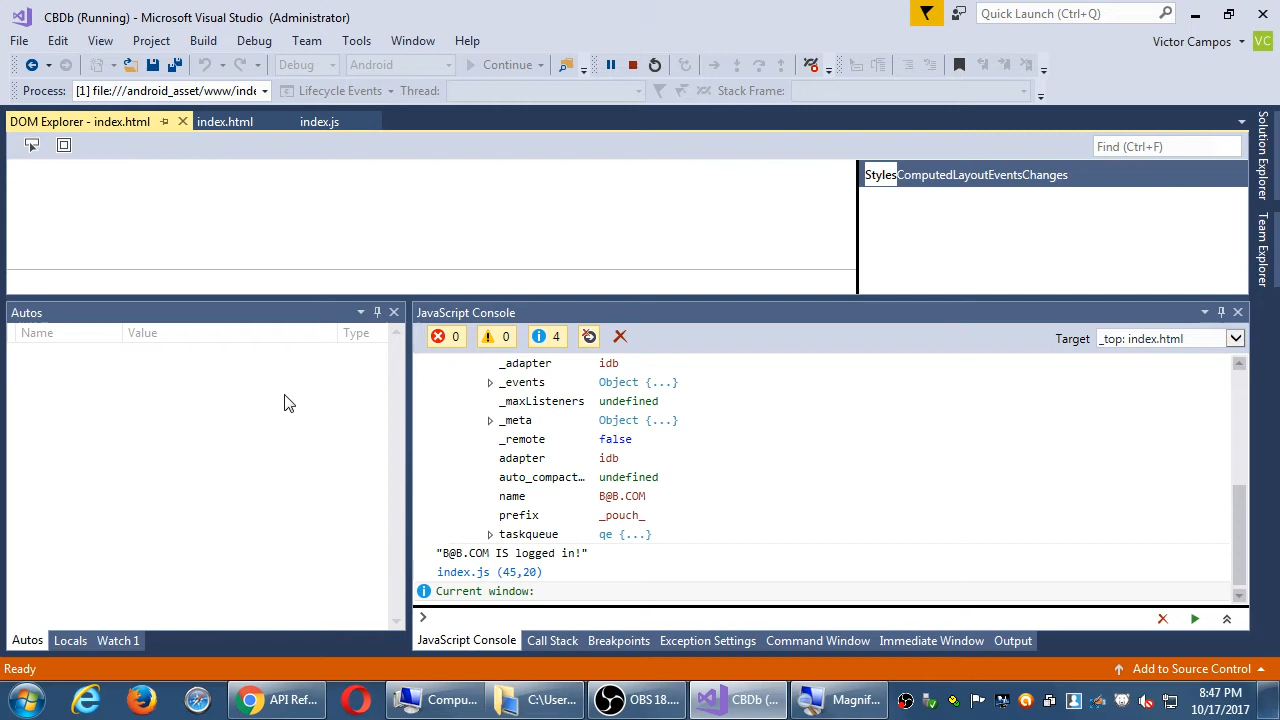 CBDb (Running) - Microsoft Visual Studio (Administrator)
Quick Launch (Ctrl+Q)
File Edit View Project Build Debug Team Tools Window Help
Victor Campos VC
Debug Android Continue
Process: [1] file:///android_asset/www/inde Lifecycle Events Thread: Stack Frame:
DOM Explorer - index.html index.html index.js
Find (Ctrl+F)
Styles Computed Layout Events Changes
Solution Explorer
Team Explorer
Autos
Name Value Type
Autos Locals Watch 1
JavaScript Console
0 0 4
Target _top: index.html
_adapter idb
_events Object {...}
_maxListeners undefined
_meta Object {...}
_remote false
adapter idb
auto_compact... undefined
name B@B.COM
prefix _pouch_
taskqueue qe {...}
"B@B.COM IS logged in!"
index.js (45,20)
Current window:
JavaScript Console Call Stack Breakpoints Exception Settings Command Window Immediate Window Output
Ready
Add to Source Control
API Ref... Compu... C:\User... OBS 18.... CBDb (... Magnif...
8:47 PM
10/17/2017